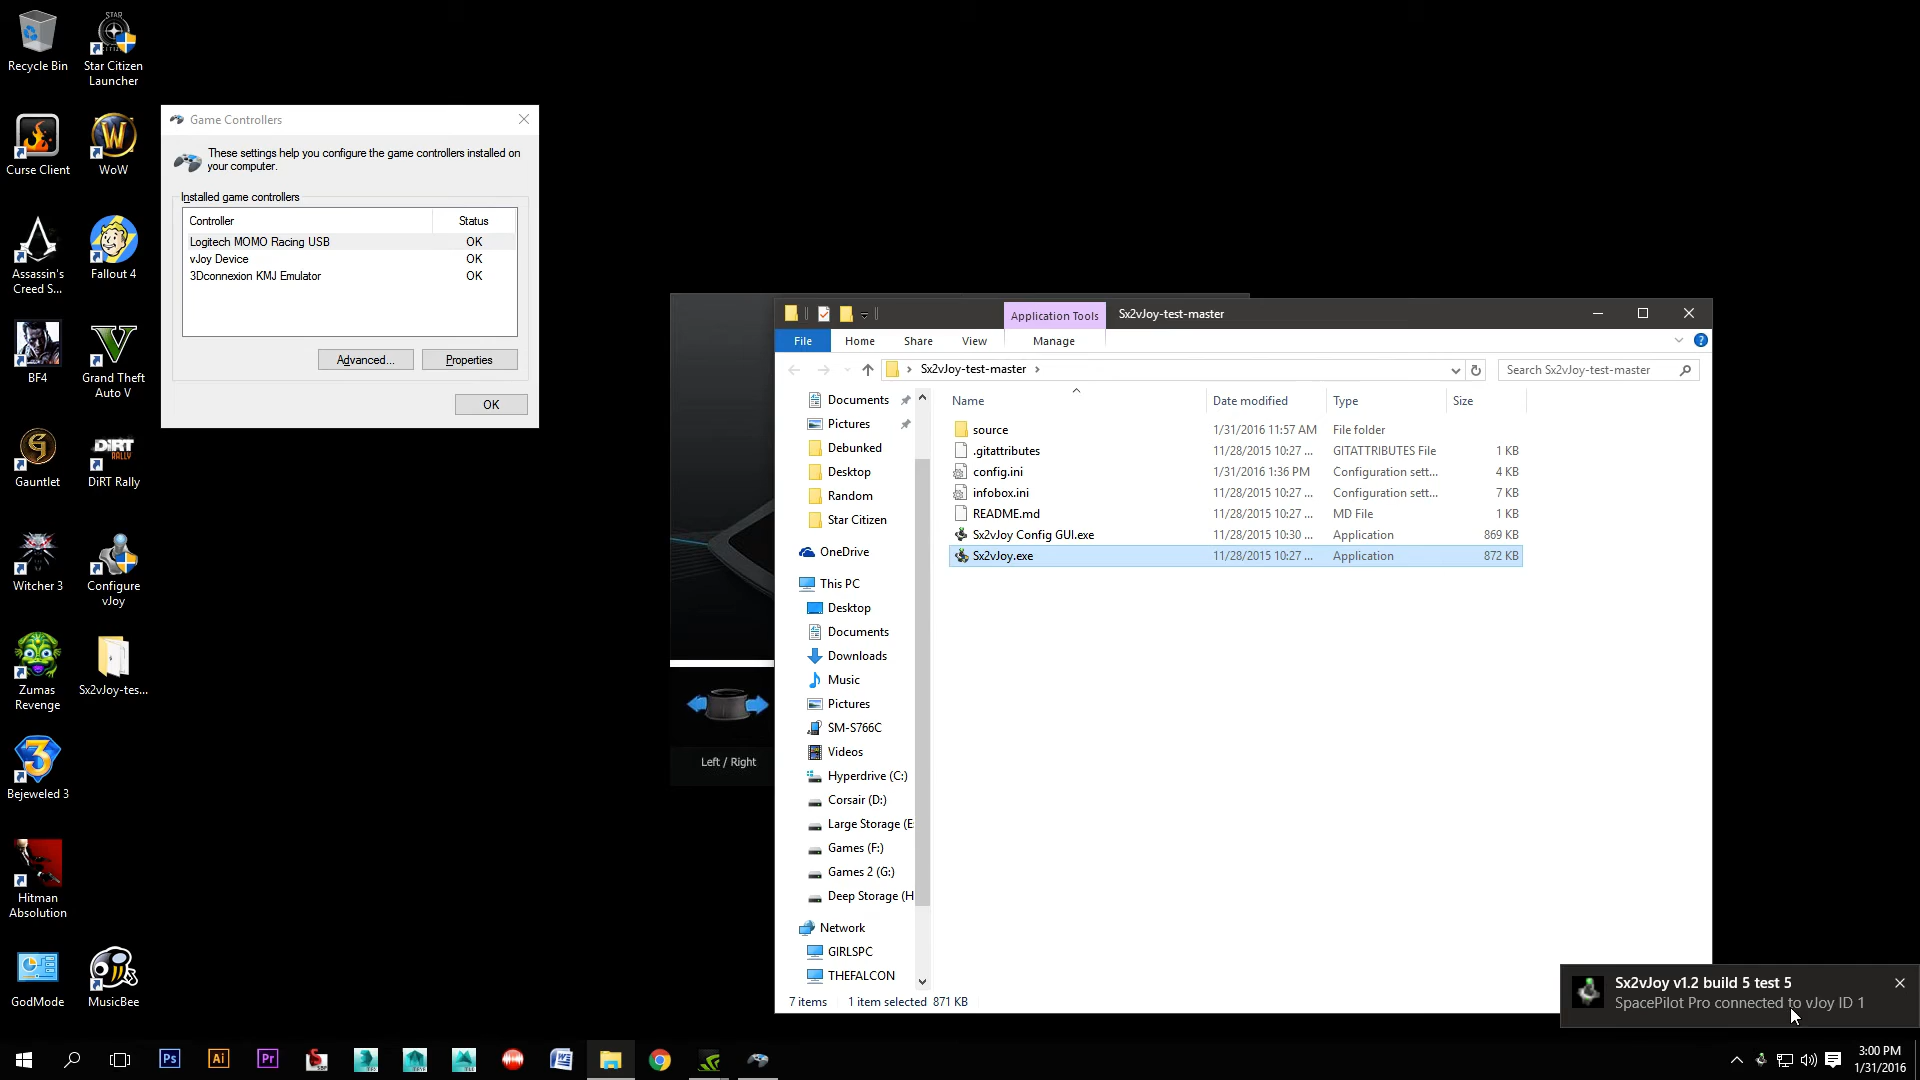 Recycle Bin
Star Citizen
Launcher
Curse Client
WoW
Assassin's
Creed S...
Fallout 4
BF4
Grand Theft
Auto V
Gauntlet
DiRT Rally
Witcher 3
Configure
vJoy
Zumas
Revenge
Sx2vJoy-tes...
Bejeweled 3
Hitman
Absolution
GodMode
MusicBee
Game Controllers
These settings help you configure the game controllers installed on
your computer.
Installed game controllers
Controller Status
Logitech MOMO Racing USB OK
vJoy Device OK
3Dconnexion KMJ Emulator OK
Advanced... Properties
OK
Left / Right
Application Tools Sx2vJoy-test-master
File Home Share View Manage
Sx2vJoy-test-master
Search Sx2vJoy-test-master
Documents
Pictures
Debunked
Desktop
Random
Star Citizen
OneDrive
This PC
Desktop
Documents
Downloads
Music
Pictures
SM-S766C
Videos
Hyperdrive (C:)
Corsair (D:)
Large Storage (E
Games (F:)
Games 2 (G:)
Deep Storage (H
Network
GIRLSPC
THEFALCON
Name Date modified Type Size
source 1/31/2016 11:57 AM File folder
.gitattributes 11/28/2015 10:27 ... GITATTRIBUTES File 1 KB
config.ini 1/31/2016 1:36 PM Configuration sett... 4 KB
infobox.ini 11/28/2015 10:27 ... Configuration sett... 7 KB
README.md 11/28/2015 10:27 ... MD File 1 KB
Sx2vJoy Config GUI.exe 11/28/2015 10:30 ... Application 869 KB
Sx2vJoy.exe 11/28/2015 10:27 ... Application 872 KB
7 items 1 item selected 871 KB
Sx2vJoy v1.2 build 5 test 5
SpacePilot Pro connected to vJoy ID 1
Ps Ai Pr
3:00 PM
1/31/2016